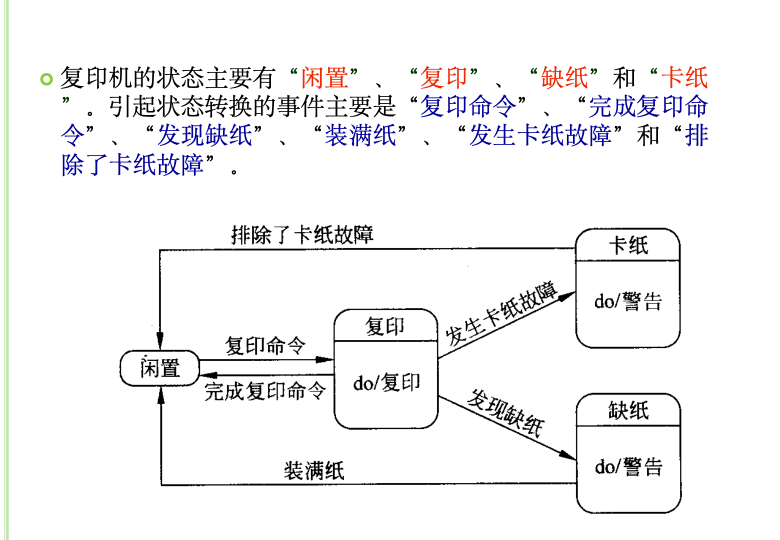 复印机的状态主要有“闲置”、“复印”、“缺纸”和“卡纸
”。引起状态转换的事件主要是“复印命令”、“完成复印命
令”、“发现缺纸”、“装满纸”、“发生卡纸故障”和“排
除了卡纸故障”。
排除了卡纸故障
卡纸
do/警告
发生卡纸故障
复印
do/复印
复印命令
闲置
完成复印命令
发现缺纸
缺纸
do/警告
装满纸